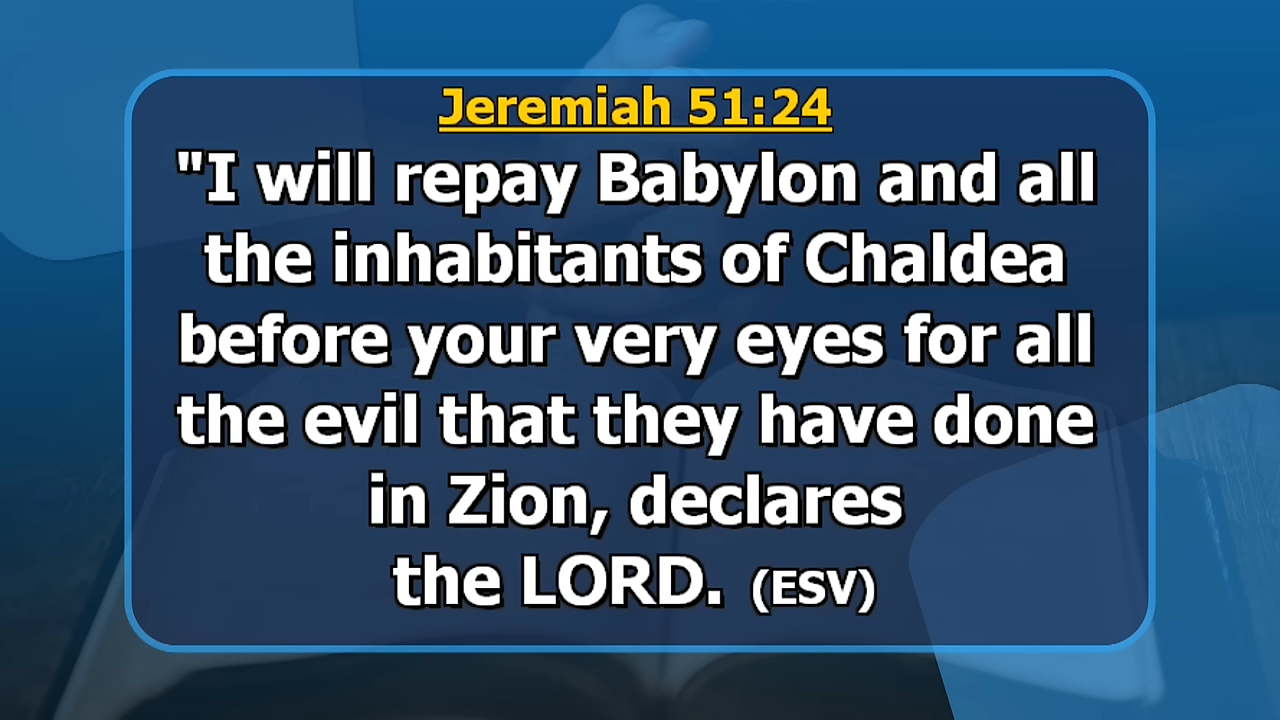 Jeremiah 51:24
"I will repay Babylon and all
the inhabitants of Chaldea
before your very eyes for all
the evil that they have done
in Zion, declares
the LORD. (ESV)